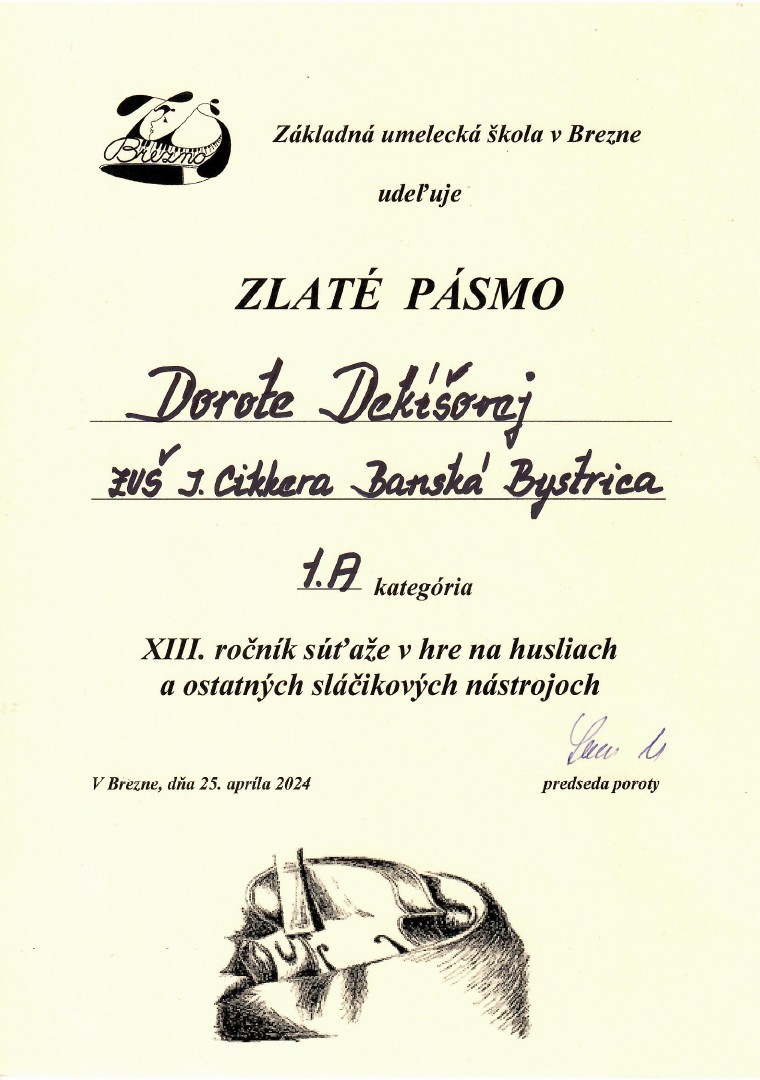 Brezno
Základná umelecká škola v Brezne
udeľuje
ZLATÉ PÁSMO
Dorote Dekíšovej
ZUŠ J. Cikkera Banská Bystrica
1.A kategória
XIII. ročník súťaže v hre na husliach
a ostatných sláčikových nástrojoch
V Brezne, dňa 25. apríla 2024
predseda poroty